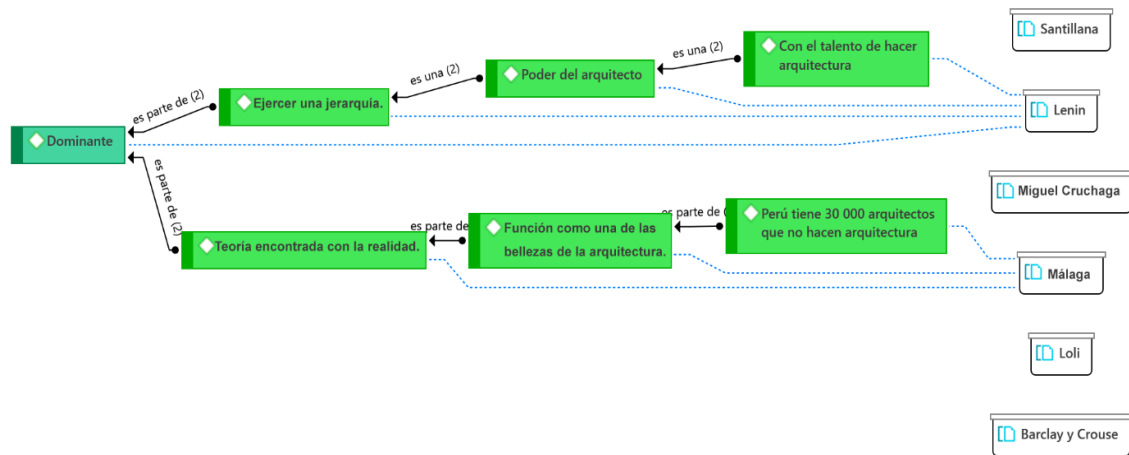 Santillana
Con el talento de hacer
arquitectura
es una (2)
Poder del arquitecto
es una (2)
Ejercer una jerarquía.
es parte de (2)
Lenin
Dominante
es parte de (2)
Miguel Cruchaga
Perú tiene 30 000 arquitectos
que no hacen arquitectura
es parte de (
Función como una de las
bellezas de la arquitectura.
es parte de
Teoría encontrada con la realidad.
Málaga
Loli
Barclay y Crouse